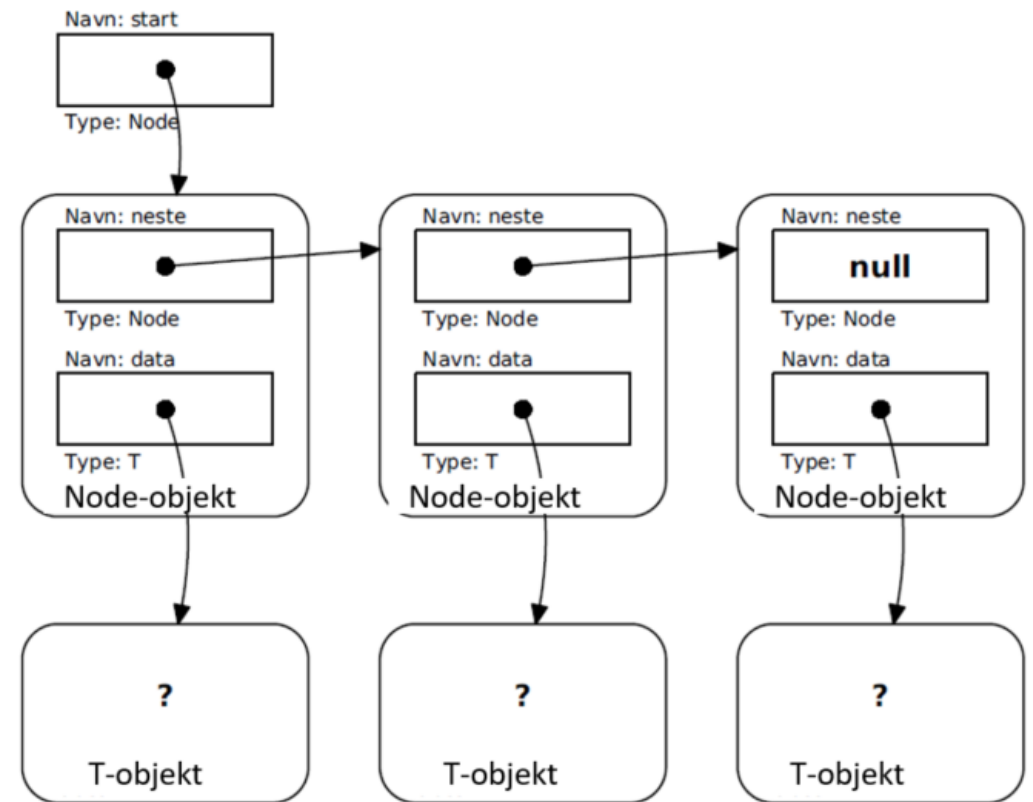 Navn: start
Type: Node
Navn: neste
Navn: neste
Navn: neste
null
Type: Node
Type: Node
Type: Node
Navn: data
Navn: data
Navn: data
Type: T
Type: T
Type: T
Node-objekt
Node-objekt
Node-objekt
?
?
?
T-objekt
T-objekt
T-objekt